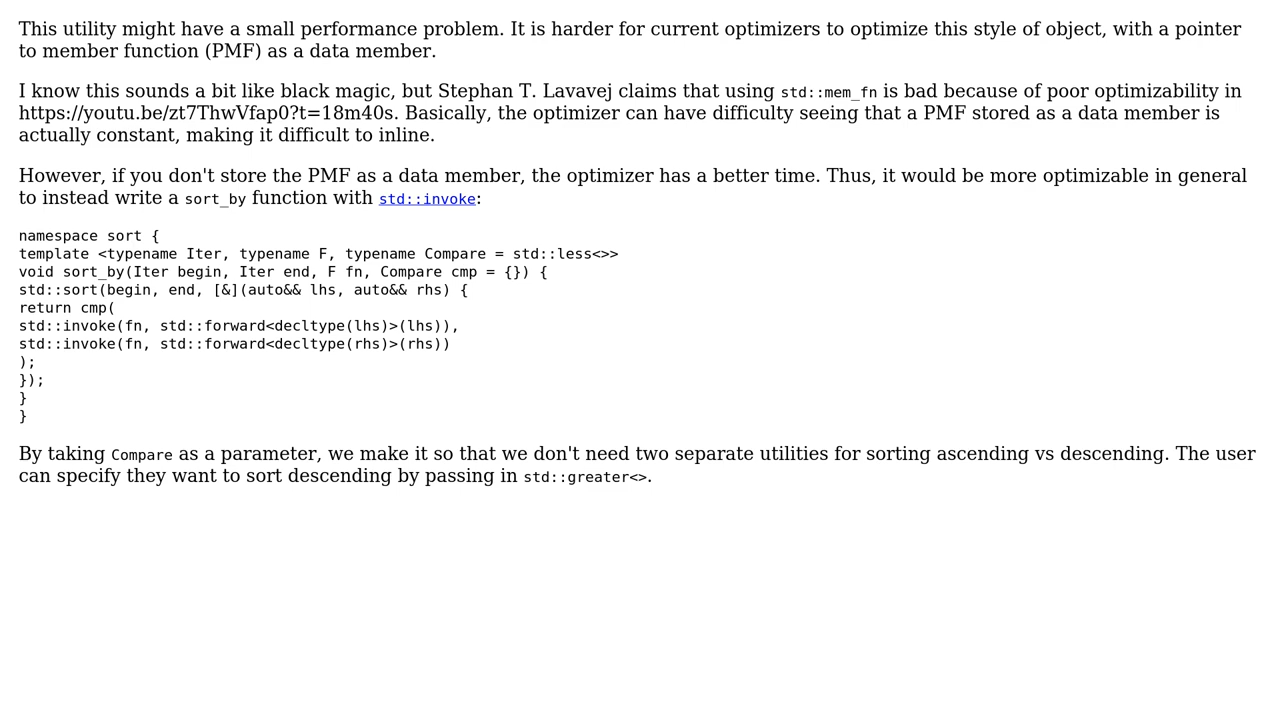 This utility might have a small performance problem. It is harder for current optimizers to optimize this style of object, with a pointer
to member function (PMF) as a data member.
I know this sounds a bit like black magic, but Stephan T. Lavavej claims that using std::mem_fn is bad because of poor optimizability in
https://youtu.be/zt7ThwVfap0?t=18m40s. Basically, the optimizer can have difficulty seeing that a PMF stored as a data member is
actually constant, making it difficult to inline.
However, if you don't store the PMF as a data member, the optimizer has a better time. Thus, it would be more optimizable in general
to instead write a sort_by function with std::invoke:
namespace sort {
template <typename Iter, typename F, typename Compare = std::less<>>
void sort_by(Iter begin, Iter end, F fn, Compare cmp = {}) {
std::sort(begin, end, [&](auto&& lhs, auto&& rhs) {
return cmp(
std::invoke(fn, std::forward<decltype(lhs)>(lhs)),
std::invoke(fn, std::forward<decltype(rhs)>(rhs))
);
});
}
}
By taking Compare as a parameter, we make it so that we don't need two separate utilities for sorting ascending vs descending. The user
can specify they want to sort descending by passing in std::greater<>.